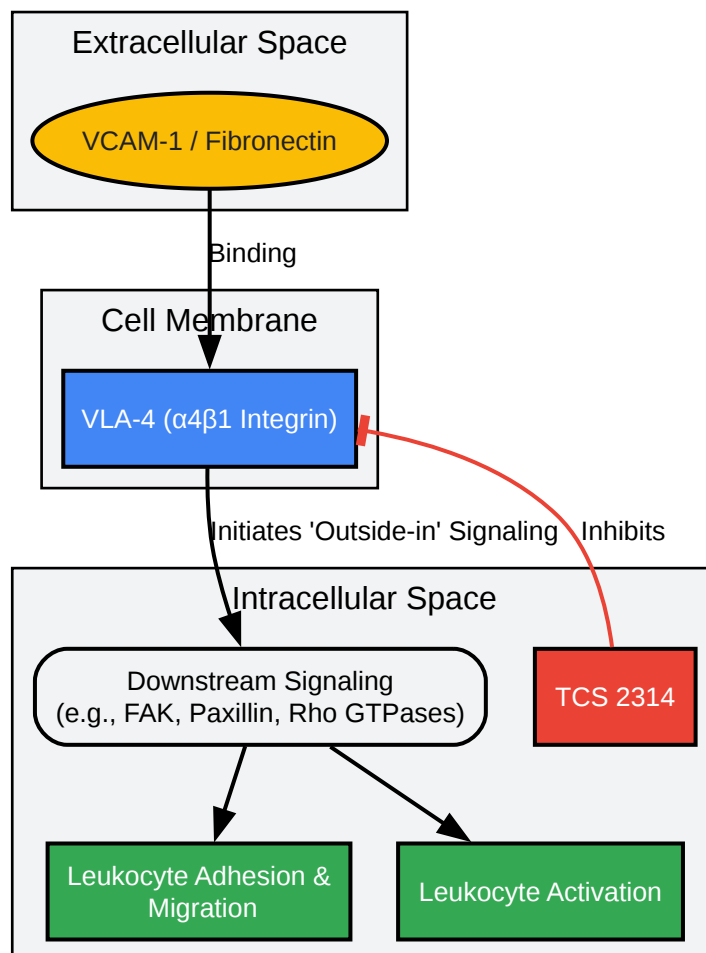 Extracellular Space
VCAM-1 / Fibronectin
Binding
Cell Membrane
VLA-4 (α4β1 Integrin)
Initiates 'Outside-in' Signaling
Inhibits
Intracellular Space
Downstream Signaling
(e.g., FAK, Paxillin, Rho GTPases)
TCS 2314
Leukocyte Adhesion &
Migration
Leukocyte Activation